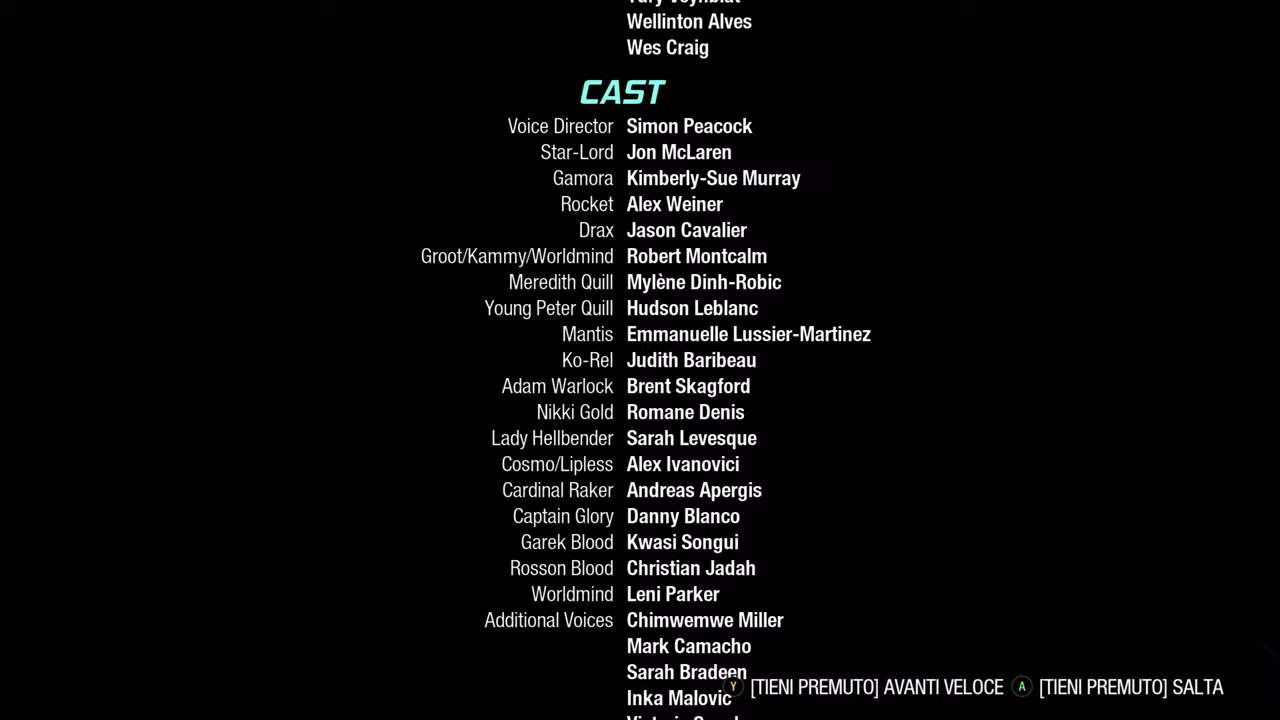 Wellinton Alves
Wes Craig
CAST
Voice Director Simon Peacock
Star-Lord Jon McLaren
Gamora Kimberly-Sue Murray
Rocket Alex Weiner
Drax Jason Cavalier
Groot/Kammy/Worldmind Robert Montcalm
Meredith Quill Mylène Dinh-Robic
Young Peter Quill Hudson Leblanc
Mantis Emmanuelle Lussier-Martinez
Ko-Rel Judith Baribeau
Adam Warlock Brent Skagford
Nikki Gold Romane Denis
Lady Hellbender Sarah Levesque
Cosmo/Lipless Alex Ivanovici
Cardinal Raker Andreas Apergis
Captain Glory Danny Blanco
Garek Blood Kwasi Songui
Rosson Blood Christian Jadah
Worldmind Leni Parker
Additional Voices Chimwemwe Miller
Mark Camacho
Sarah Bradeen
Inka Malovic
Y [TIENI PREMUTO] AVANTI VELOCE A [TIENI PREMUTO] SALTA